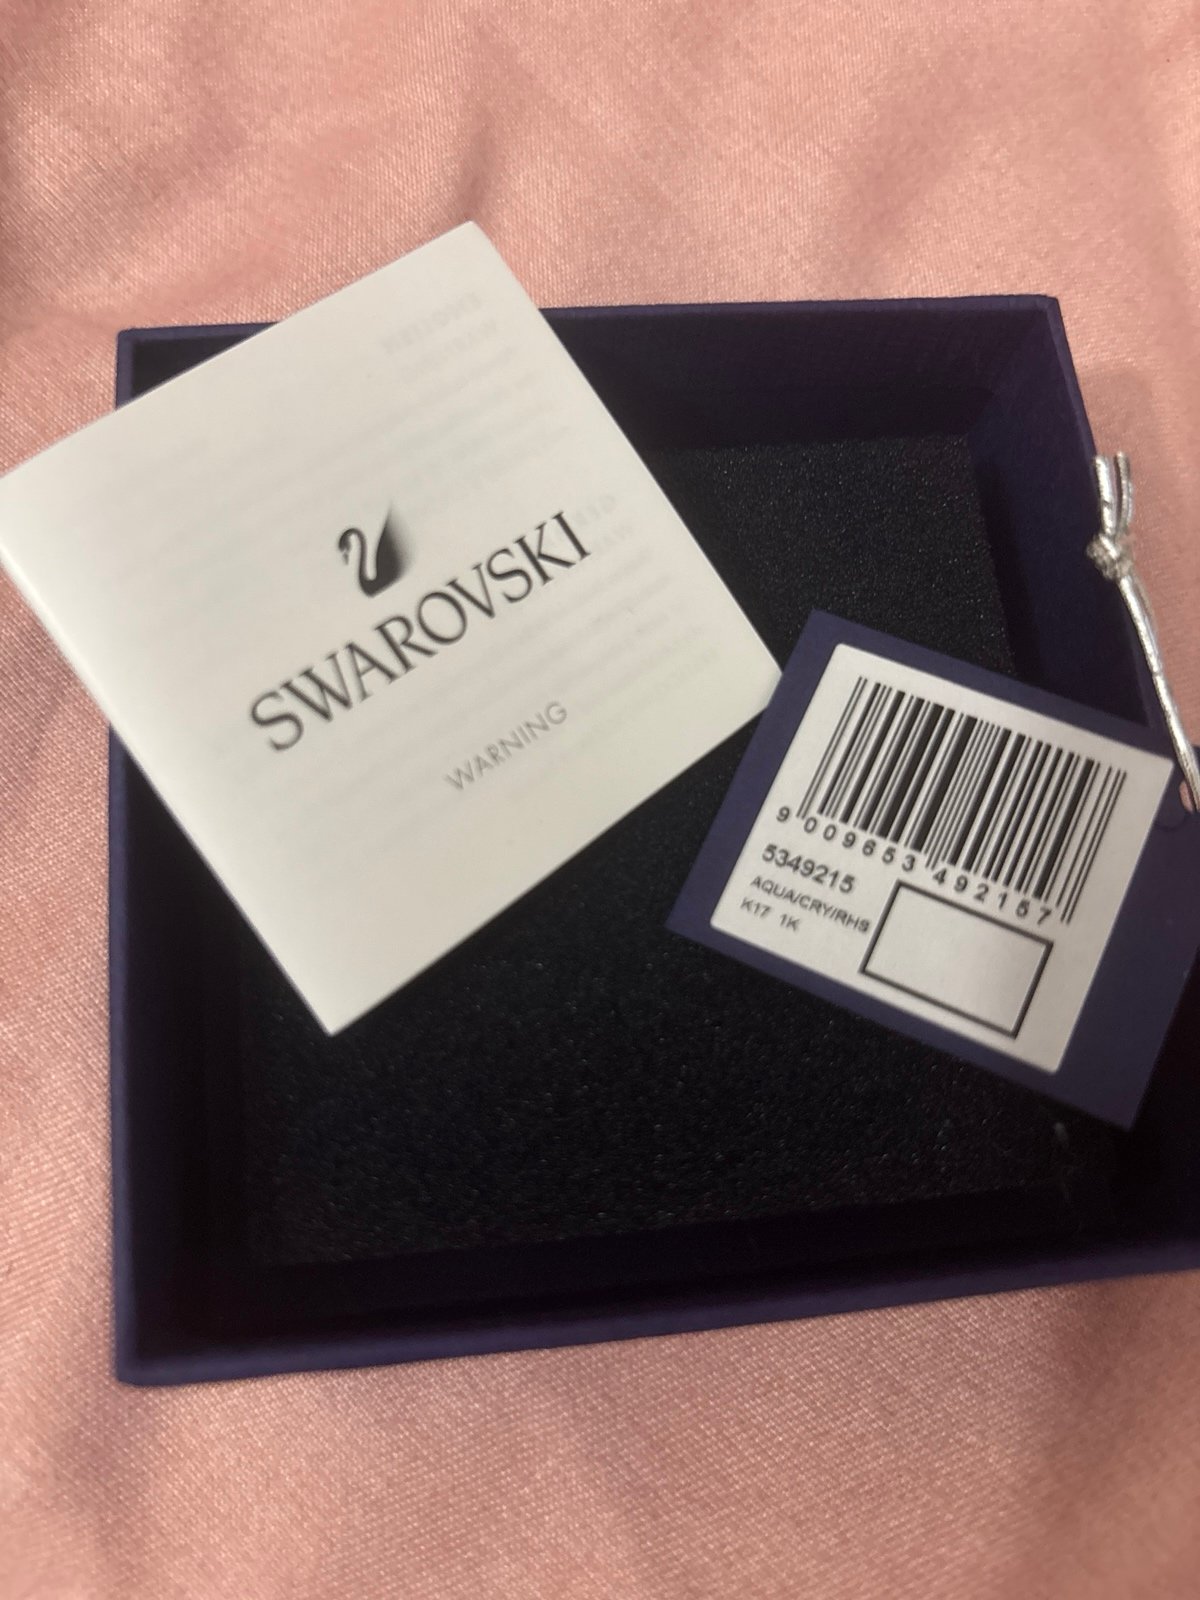 SWAROVSKI
WARNING
9 009653 492157
5349215
AQUA/CRY/RHS
K17 1K